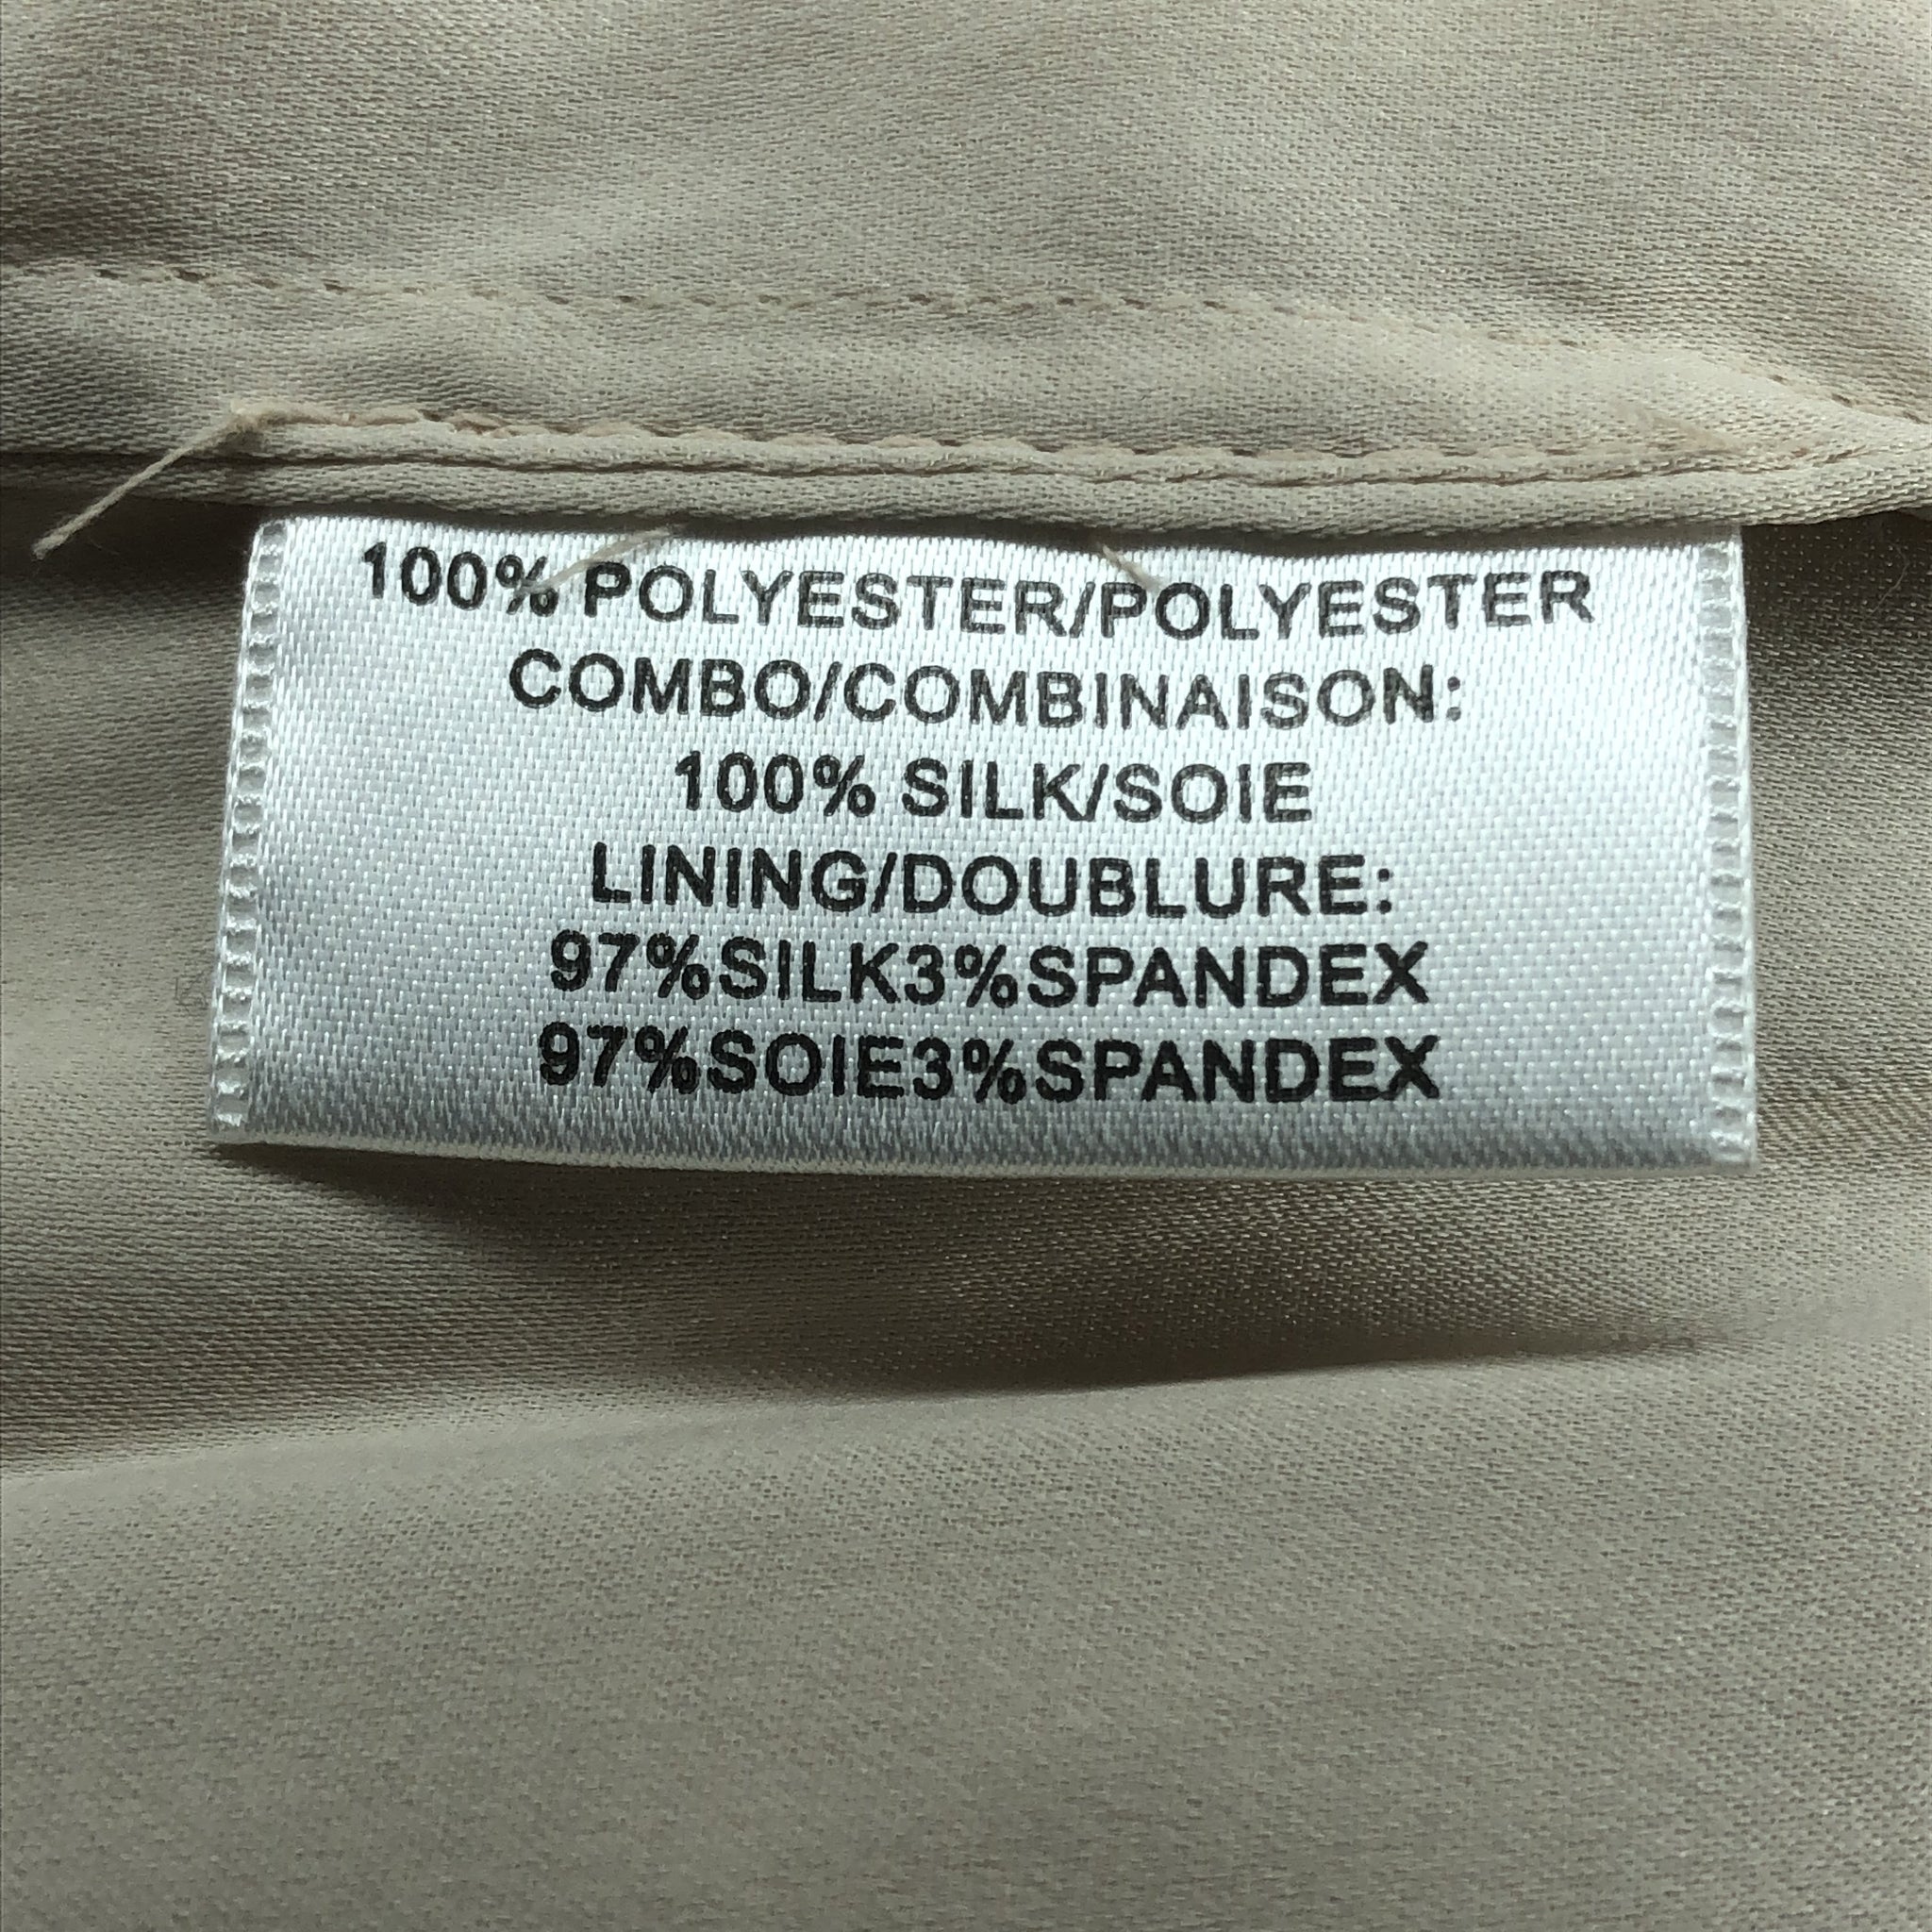 100% POLYESTER/POLYESTER
COMBO/COMBINAISON:
100% SILK/SOIE
LINING/DOUBLURE:
97%SILK3%SPANDEX
97%SOIE3%SPANDEX